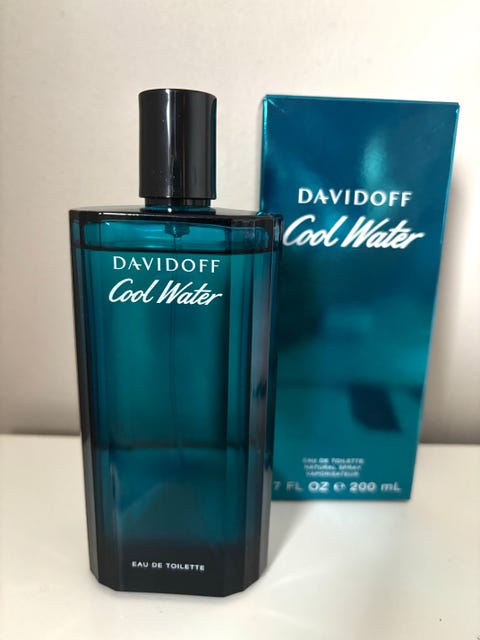 DAVIDOFF
Cool Water
EAU DE TOILETTE
DAVIDOFF
Cool Water
EAU DE TOILETTE
NATURAL SPRAY
VAPORISATEUR
7 FL OZ ℮ 200 mL